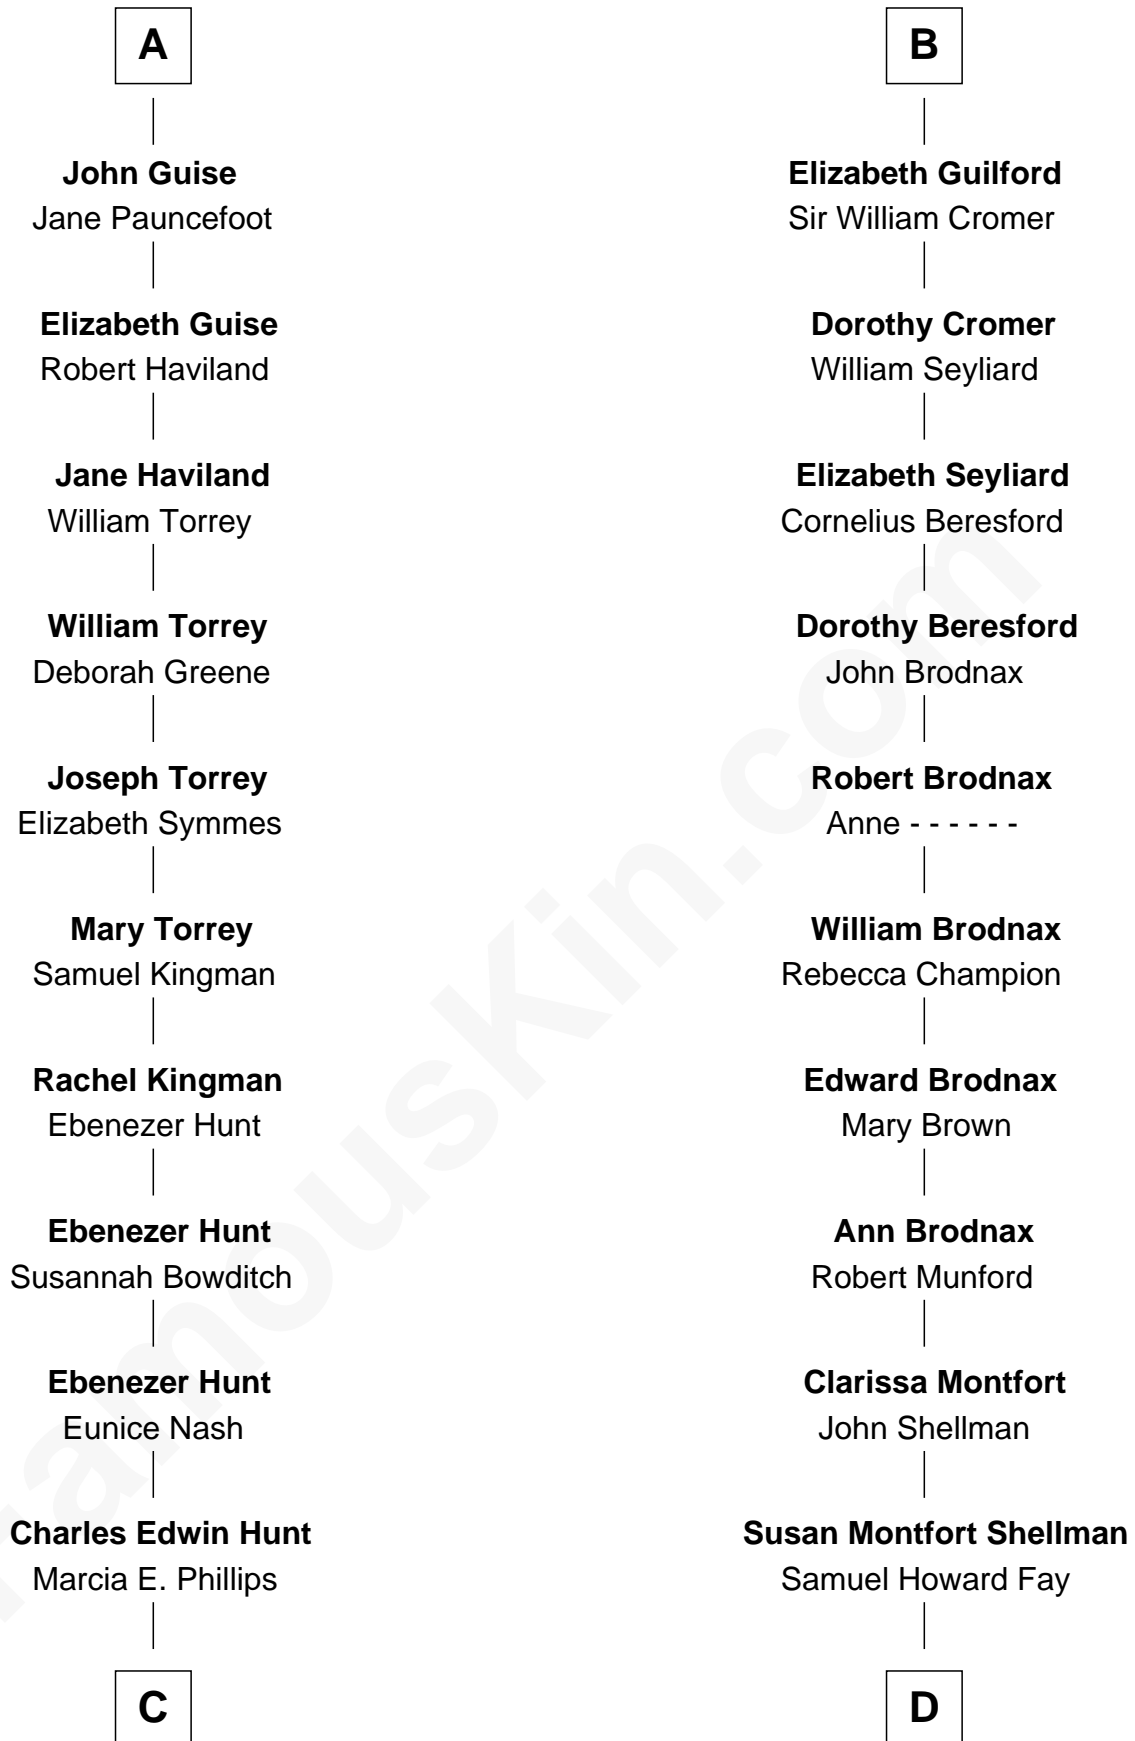 A
John Guise
Jane Pauncefoot
Elizabeth Guise
Robert Haviland
Jane Haviland
William Torrey
William Torrey
Deborah Greene
Joseph Torrey
Elizabeth Symmes
Mary Torrey
Samuel Kingman
Rachel Kingman
Ebenezer Hunt
Ebenezer Hunt
Susannah Bowditch
Ebenezer Hunt
Eunice Nash
Charles Edwin Hunt
Marcia E. Phillips
C
B
Elizabeth Guilford
Sir William Cromer
Dorothy Cromer
William Seyliard
Elizabeth Seyliard
Cornelius Beresford
Dorothy Beresford
John Brodnax
Robert Brodnax
Anne - - - - - -
William Brodnax
Rebecca Champion
Edward Brodnax
Mary Brown
Ann Brodnax
Robert Munford
Clarissa Montfort
John Shellman
Susan Montfort Shellman
Samuel Howard Fay
D
FamousKin.com